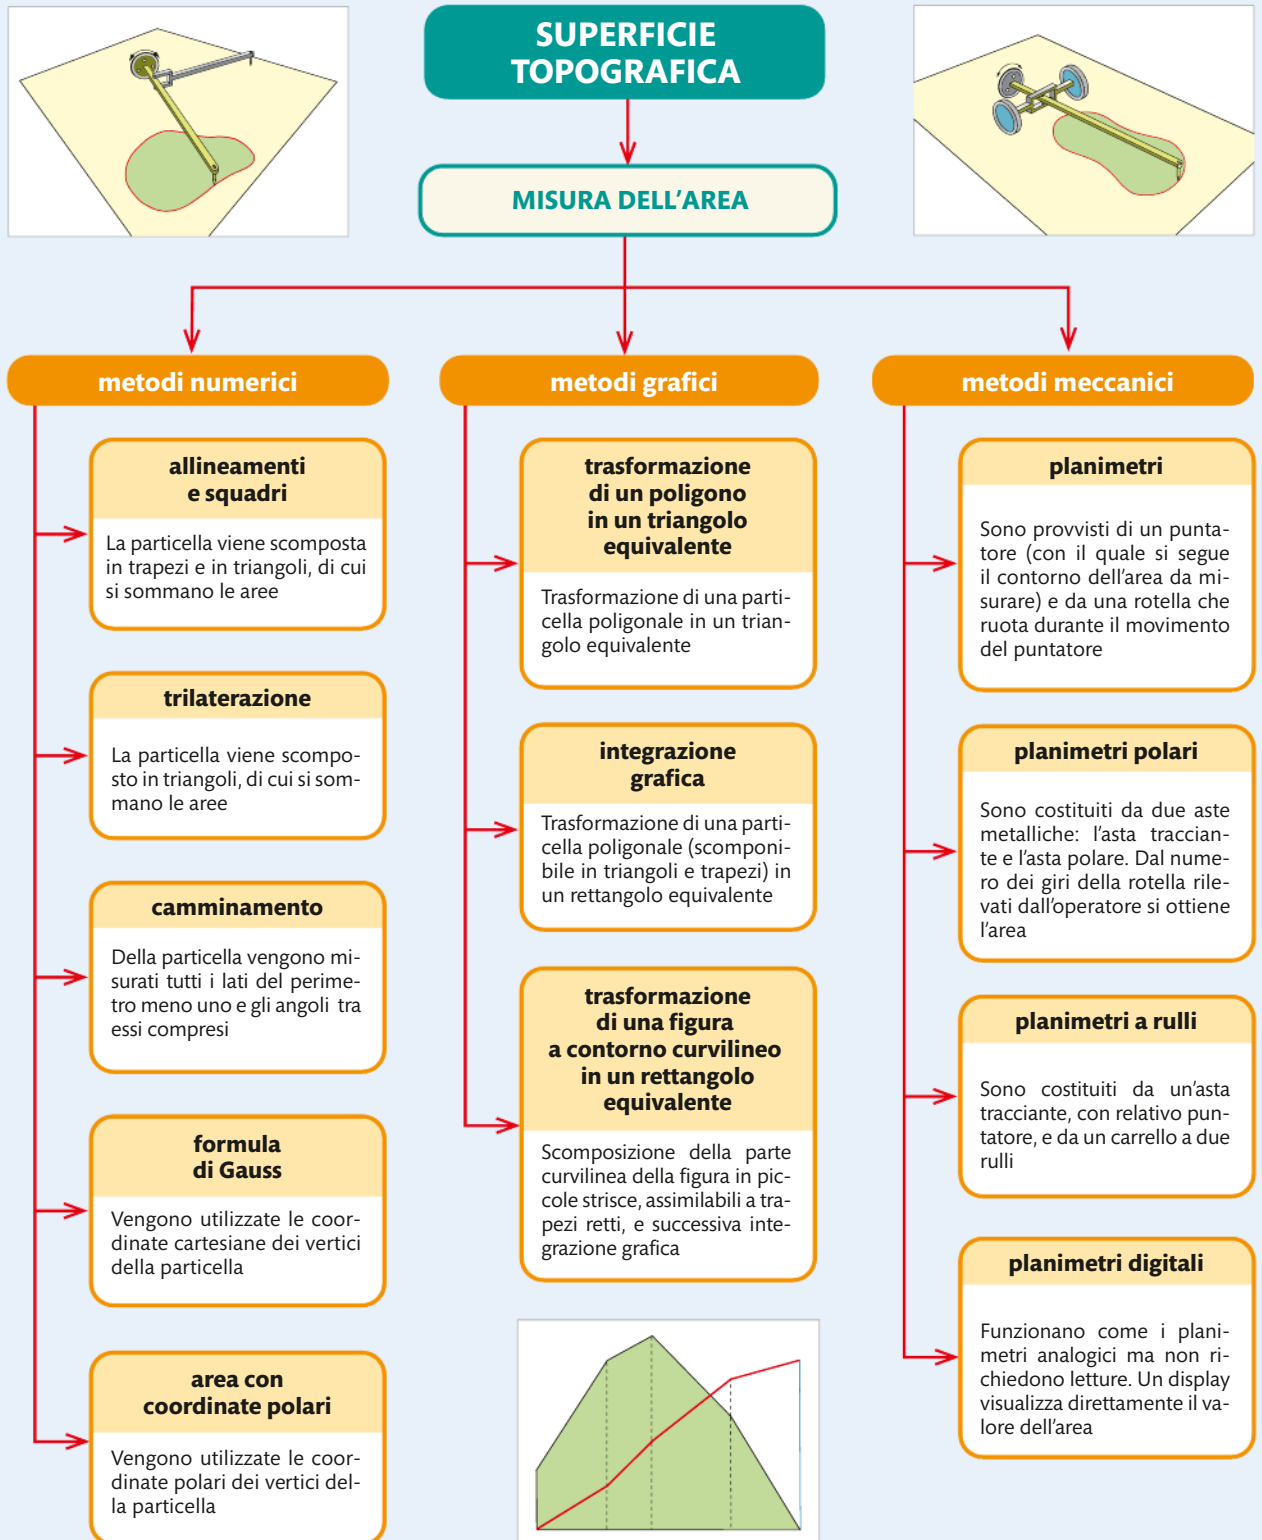 SUPERFICIE
TOPOGRAFICA
MISURA DELL'AREA
metodi numerici
allineamenti
e squadri
La particella viene scomposta
in trapezi e in triangoli, di cui
si sommano le aree
trilaterazione
La particella viene scompo-
sto in triangoli, di cui si som-
mano le aree
camminamento
Della particella vengono mi-
surati tutti i lati del perime-
tro meno uno e gli angoli tra
essi compresi
formula
di Gauss
Vengono utilizzate le coor-
dinate cartesiane dei vertici
della particella
area con
coordinate polari
Vengono utilizzate le coor-
dinate polari dei vertici del-
la particella
metodi grafici
trasformazione
di un poligono
in un triangolo
equivalente
Trasformazione di una parti-
cella poligonale in un trian-
golo equivalente
integrazione
grafica
Trasformazione di una parti-
cella poligonale (scomponi-
bile in triangoli e trapezi) in
un rettangolo equivalente
trasformazione
di una figura
a contorno curvilineo
in un rettangolo
equivalente
Scomposizione della parte
curvilinea della figura in pic-
cole strisce, assimilabili a tra-
pezi retti, e successiva inte-
grazione grafica
metodi meccanici
planimetri
Sono provvisti di un punta-
tore (con il quale si segue
il contorno dell'area da mi-
surare) e da una rotella che
ruota durante il movimento
del puntatore
planimetri polari
Sono costituiti da due aste
metalliche: l'asta traccian-
te e l'asta polare. Dal nume-
ro dei giri della rotella rile-
vati dall'operatore si ottiene
l'area
planimetri a rulli
Sono costituiti da un'asta
tracciante, con relativo pun-
tatore, e da un carrello a due
rulli
planimetri digitali
Funzionano come i plani-
metri analogici ma non ri-
chiedono letture. Un display
visualizza direttamente il va-
lore dell'area